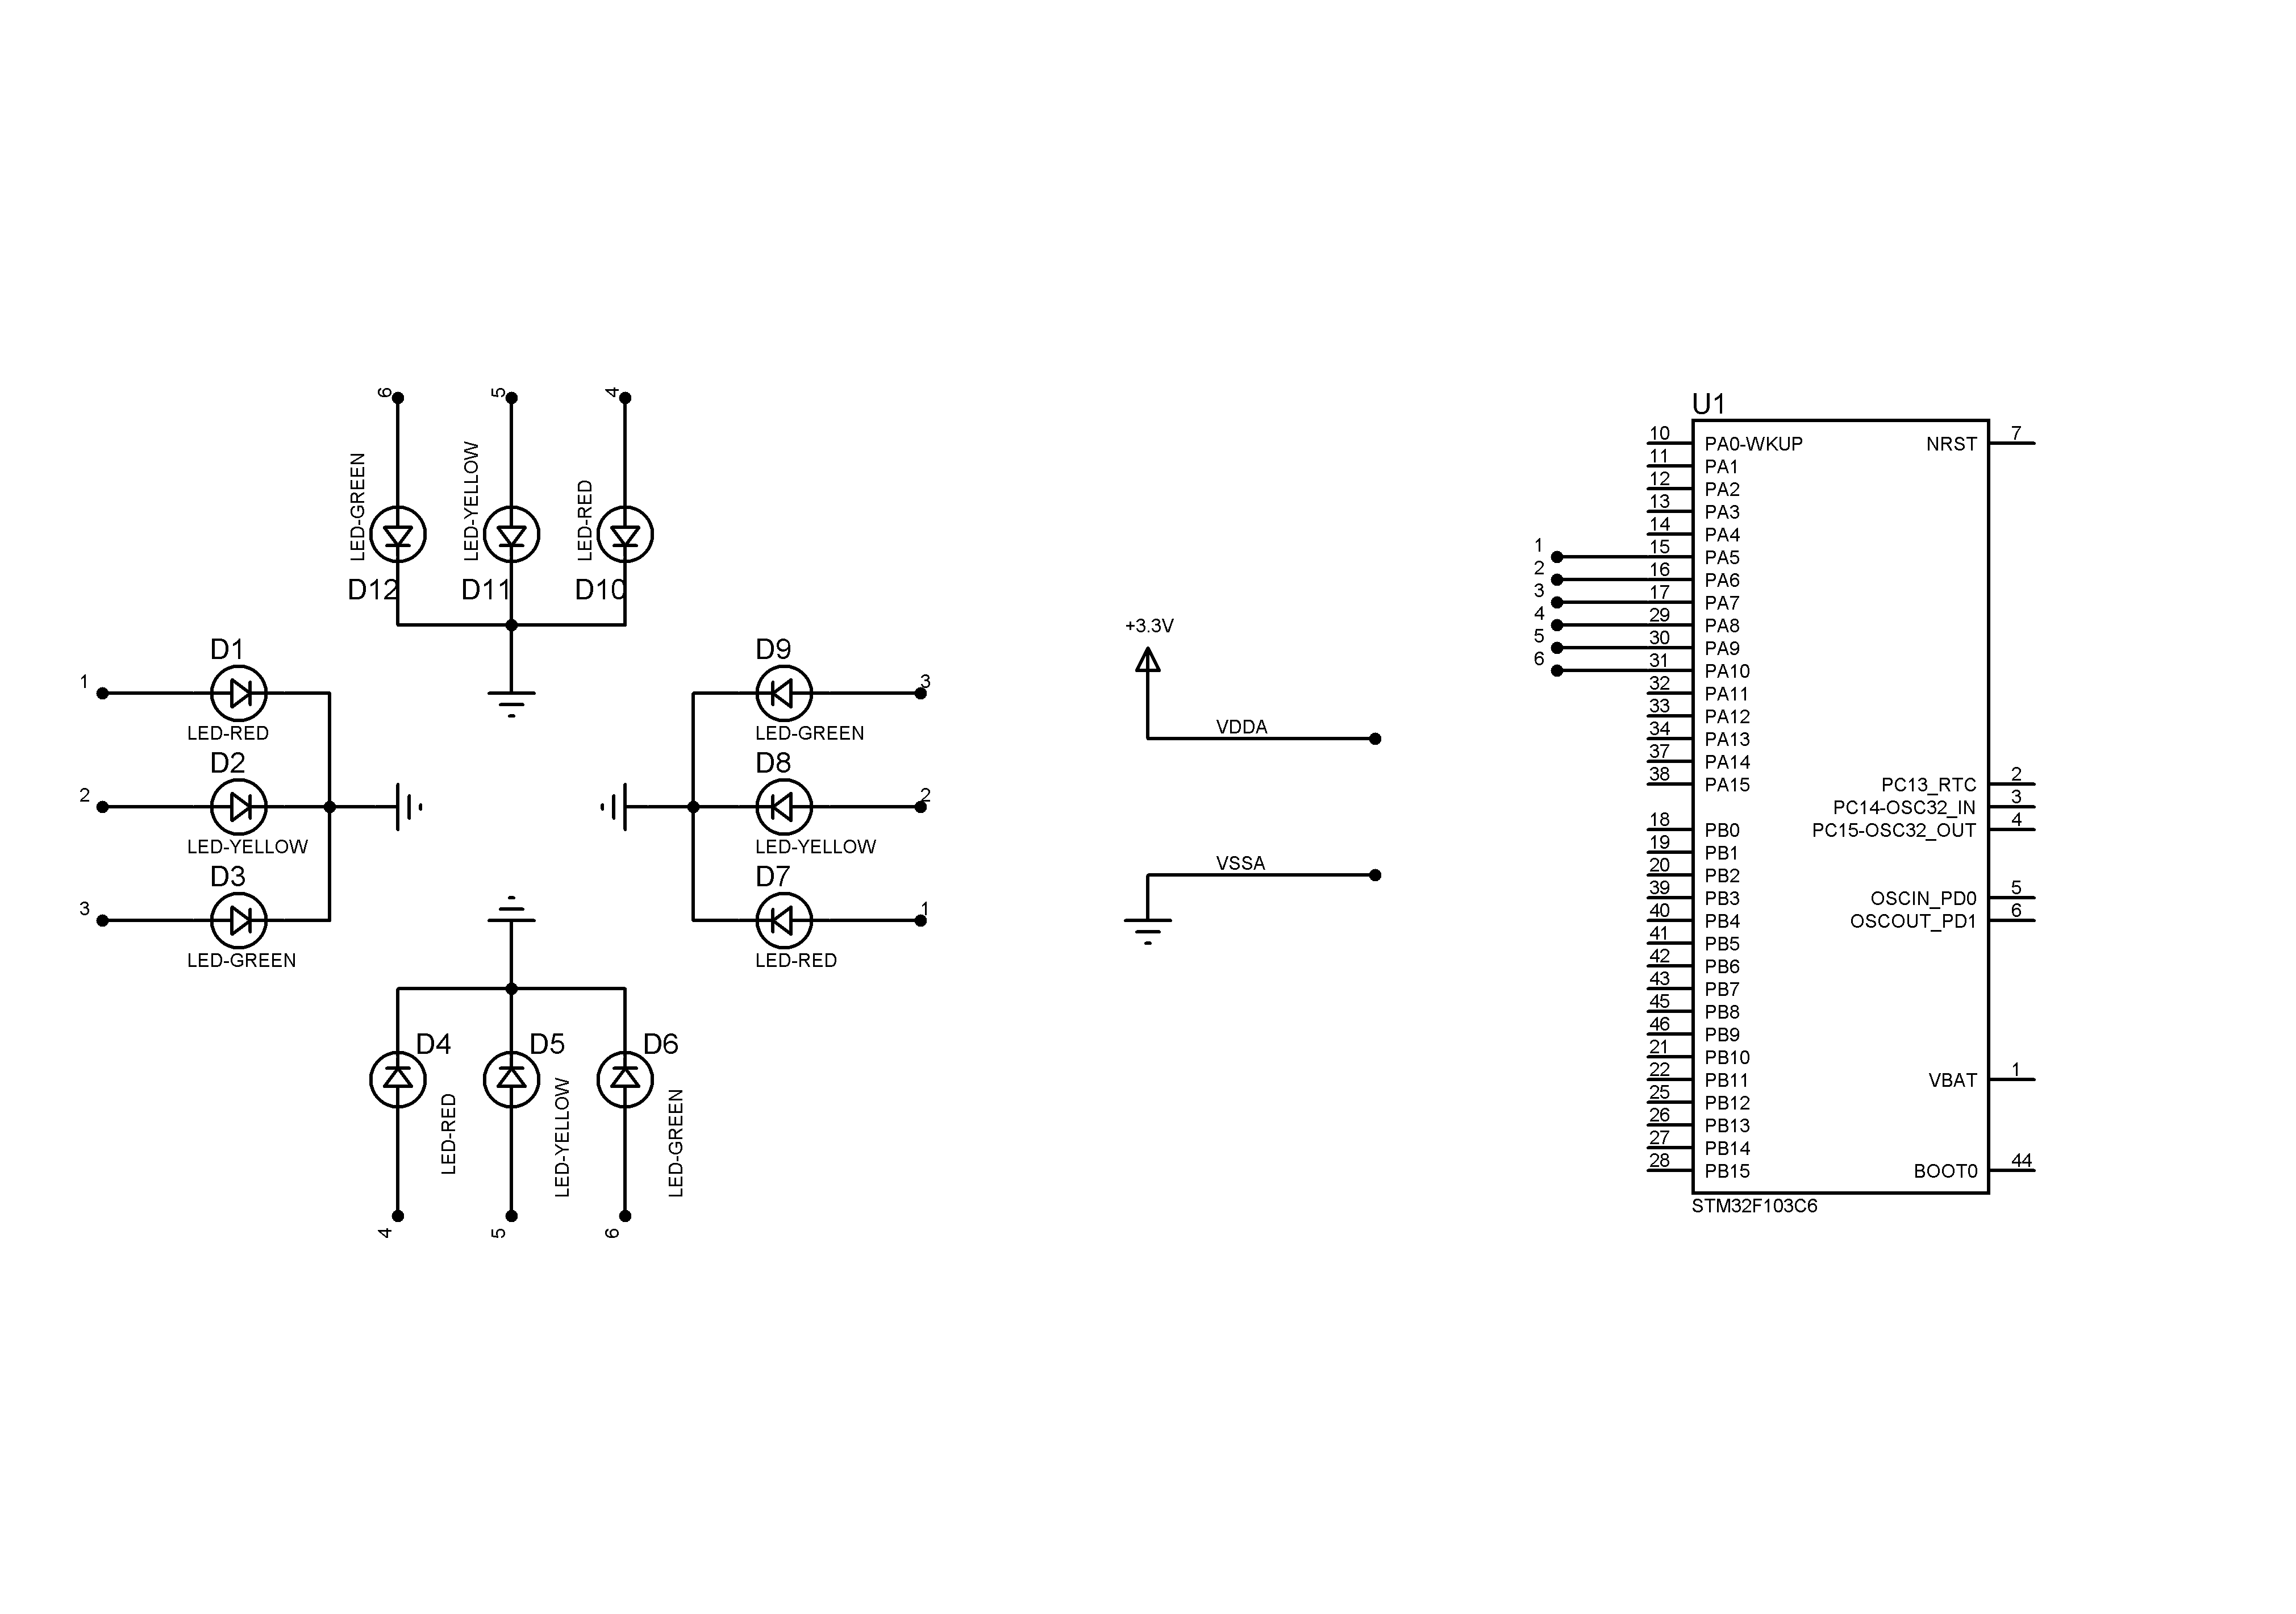 6
5
4
LED-GREEN
LED-YELLOW
LED-RED
D12
D11
D10
D1
1
LED-RED
D2
2
LED-YELLOW
D3
3
LED-GREEN
D9
3
LED-GREEN
D8
2
LED-YELLOW
D7
1
LED-RED
D4
D5
D6
LED-RED
LED-YELLOW
LED-GREEN
4
5
6
+3.3V
VDDA
VSSA
U1
10 PA0-WKUP
11 PA1
12 PA2
13 PA3
14 PA4
1 15 PA5
2 16 PA6
3 17 PA7
4 29 PA8
5 30 PA9
6 31 PA10
32 PA11
33 PA12
34 PA13
37 PA14
38 PA15
18 PB0
19 PB1
20 PB2
39 PB3
40 PB4
41 PB5
42 PB6
43 PB7
45 PB8
46 PB9
21 PB10
22 PB11
25 PB12
26 PB13
27 PB14
28 PB15
NRST 7
PC13_RTC 2
PC14-OSC32_IN 3
PC15-OSC32_OUT 4
OSCIN_PD0 5
OSCOUT_PD1 6
VBAT 1
BOOT0 44
STM32F103C6